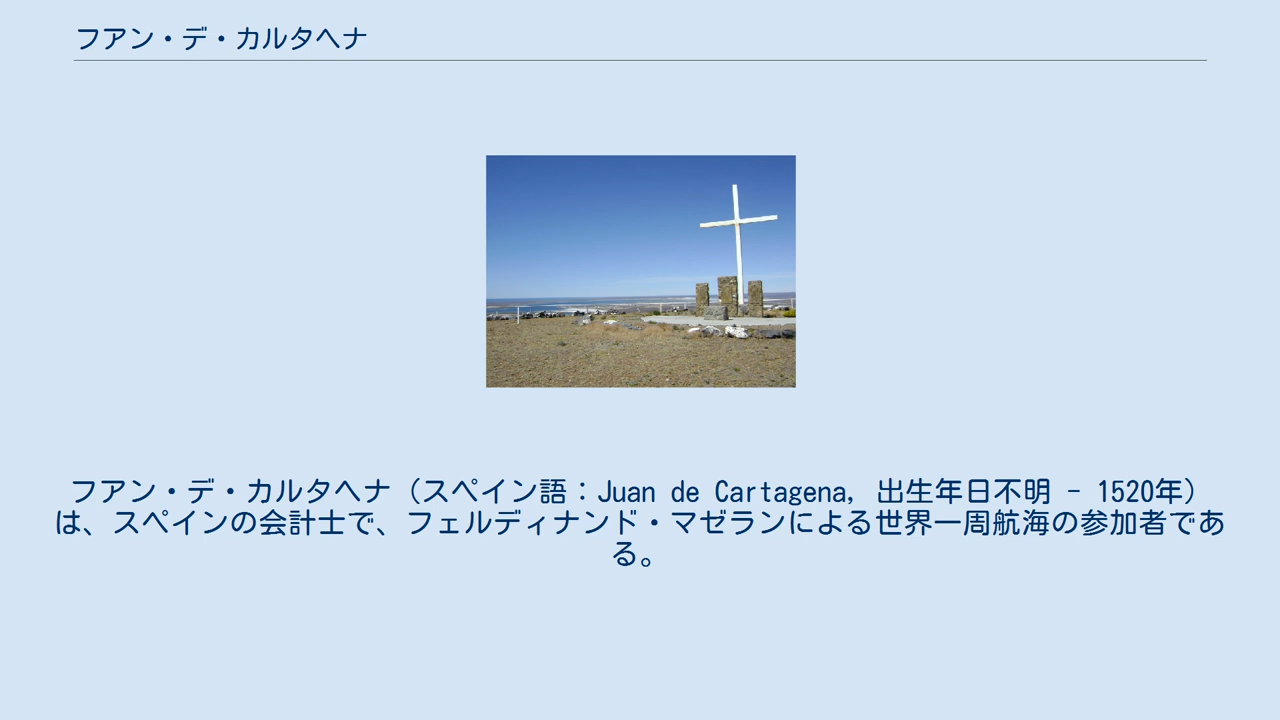 フアン・デ・カルタヘナ
フアン・デ・カルタヘナ（スペイン語：Juan de Cartagena, 出生年日不明 - 1520年）
は、スペインの会計士で、フェルディナンド・マゼランによる世界一周航海の参加者であ
る。